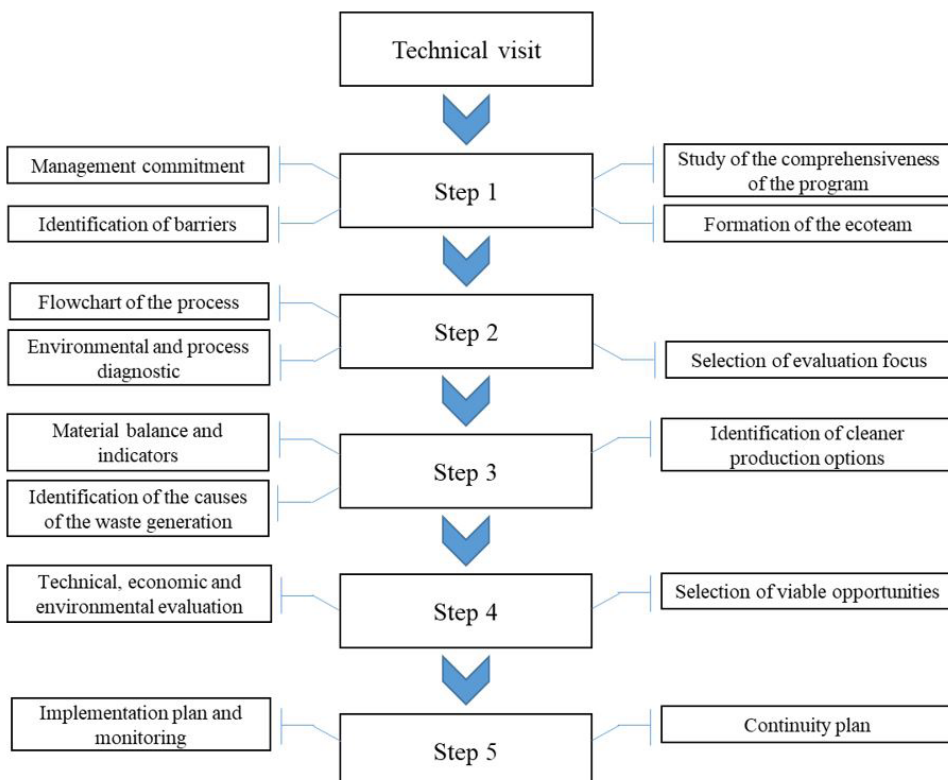 Technical visit
Management commitment
Step 1
Study of the comprehensiveness
of the program
Identification of barriers
Formation of the ecoteam
Flowchart of the process
Step 2
Environmental and process
diagnostic
Selection of evaluation focus
Material balance and
indicators
Step 3
Identification of cleaner
production options
Identification of the causes
of the waste generation
Technical, economic and
environmental evaluation
Step 4
Selection of viable opportunities
Implementation plan and
monitoring
Step 5
Continuity plan